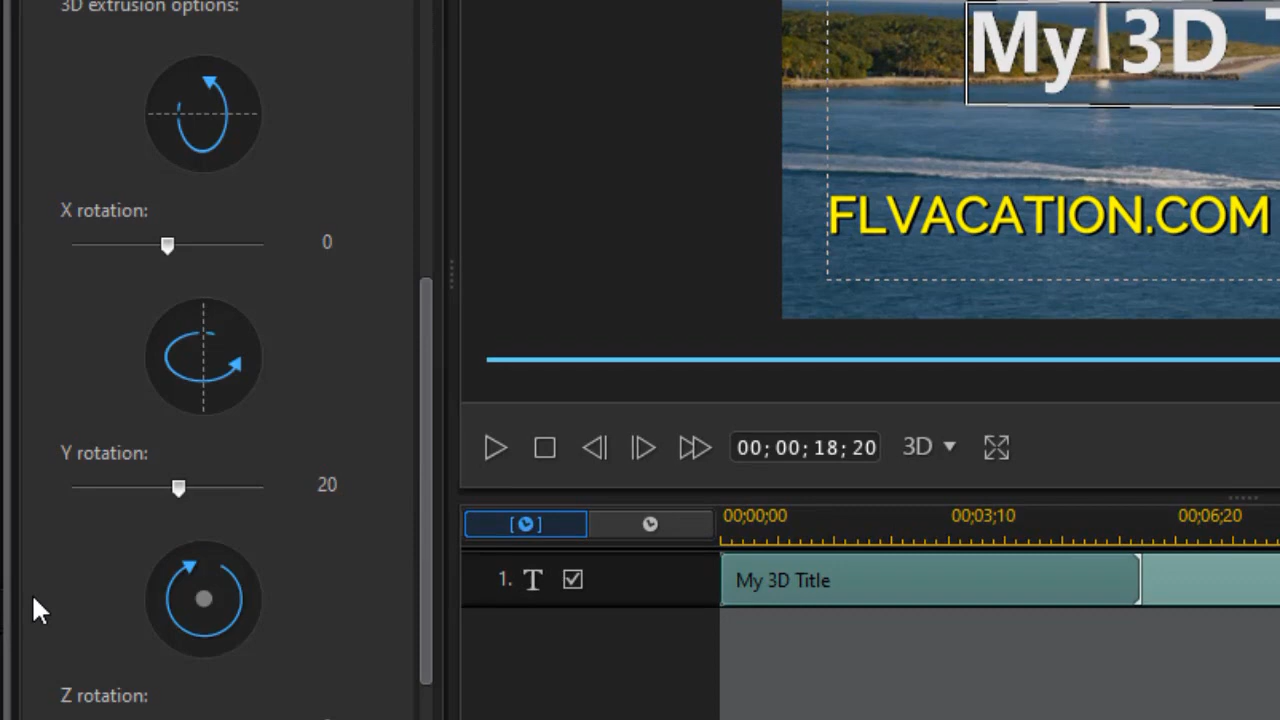 3D extrusion options:
X rotation:
0
Y rotation:
20
Z rotation:
My 3D
FLVACATION.COM
00;00;18;20
3D
00;00;00
00;03;10
00;06;20
1. T
My 3D Title